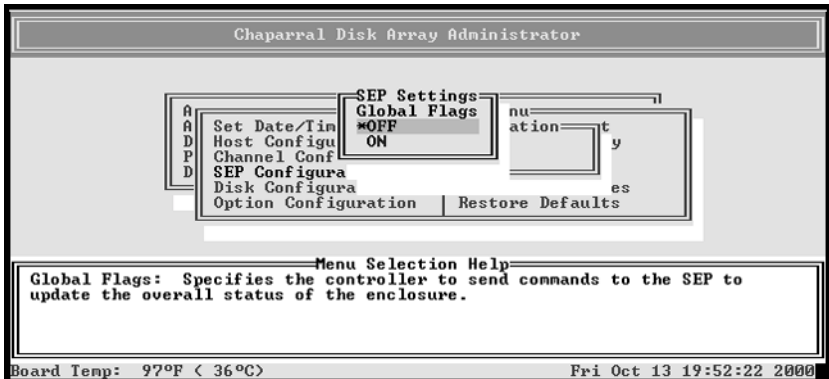 Chaparral Disk Array Administrator
SEP Settings
A
Global Flags
nu
A
Set Date/Tim
*OFF
ation
t
D
Host Configu
ON
y
P
Channel Conf
D
SEP Configura
Disk Configura
es
Option Configuration | Restore Defaults
Menu Selection Help
Global Flags: Specifies the controller to send commands to the SEP to
update the overall status of the enclosure.
Board Temp: 97ºF ( 36ºC) Fri Oct 13 19:52:22 2000